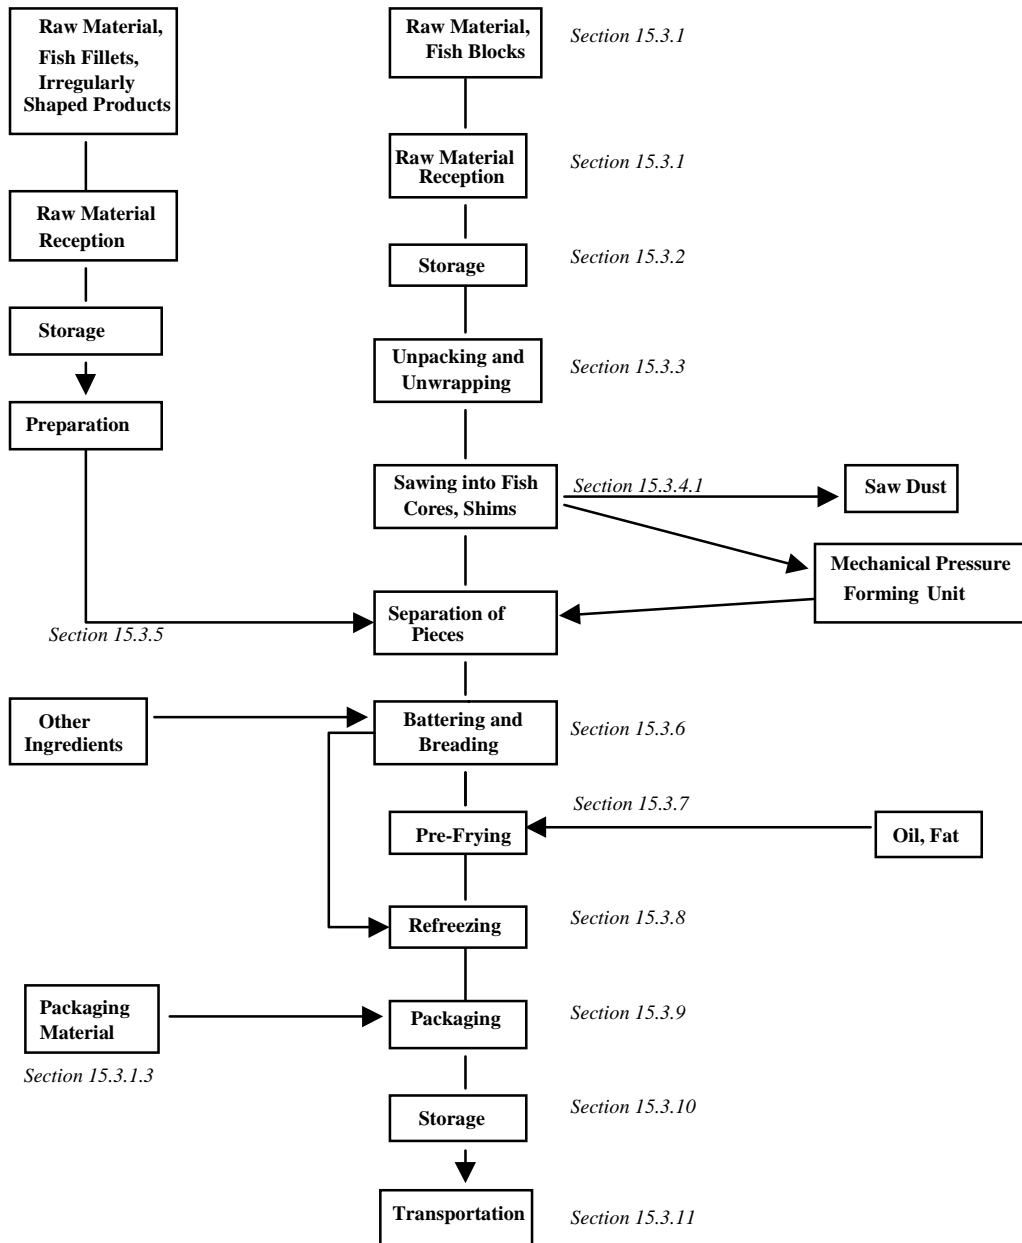 Raw Material,
Fish Fillets,
Irregularly
Shaped Products
Raw Material,
Fish Blocks
Section 15.3.1
Raw Material
Reception
Section 15.3.1
Raw Material
Reception
Storage
Section 15.3.2
Storage
Unpacking and
Unwrapping
Section 15.3.3
Preparation
Sawing into Fish
Cores, Shims
Section 15.3.4.1
Saw Dust
Mechanical Pressure
Forming Unit
Separation of
Pieces
Section 15.3.5
Other
Ingredients
Battering and
Breading
Section 15.3.6
Section 15.3.7
Pre-Frying
Oil, Fat
Refreezing
Section 15.3.8
Packaging
Material
Packaging
Section 15.3.9
Section 15.3.1.3
Storage
Section 15.3.10
Transportation
Section 15.3.11